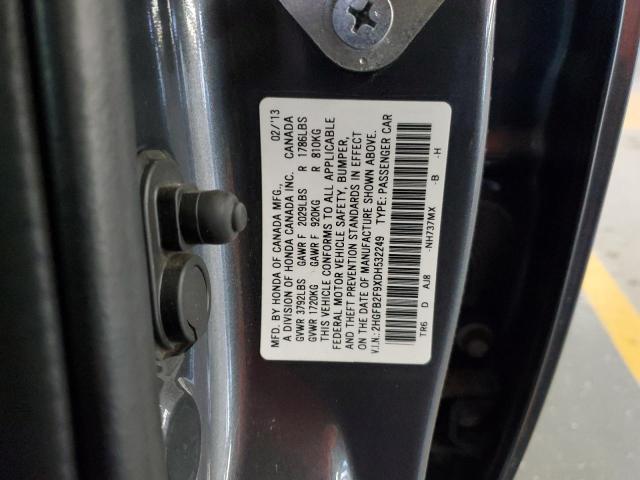 MFD. BY HONDA OF CANADA MFG., 02/13
A DIVISION OF HONDA CANADA INC. CANADA
GVWR 3792LBS GAWR F 2029LBS R 1786LBS
GVWR 1720KG GAWR F 920KG R 810KG
THIS VEHICLE CONFORMS TO ALL APPLICABLE
FEDERAL MOTOR VEHICLE SAFETY, BUMPER,
AND THEFT PREVENTION STANDARDS IN EFFECT
ON THE DATE OF MANUFACTURE SHOWN ABOVE.
V.I.N.: 2HGFB2F9XDH532249 TYPE: PASSENGER CAR
TR6 D AJ8 -NH737MX -B -H